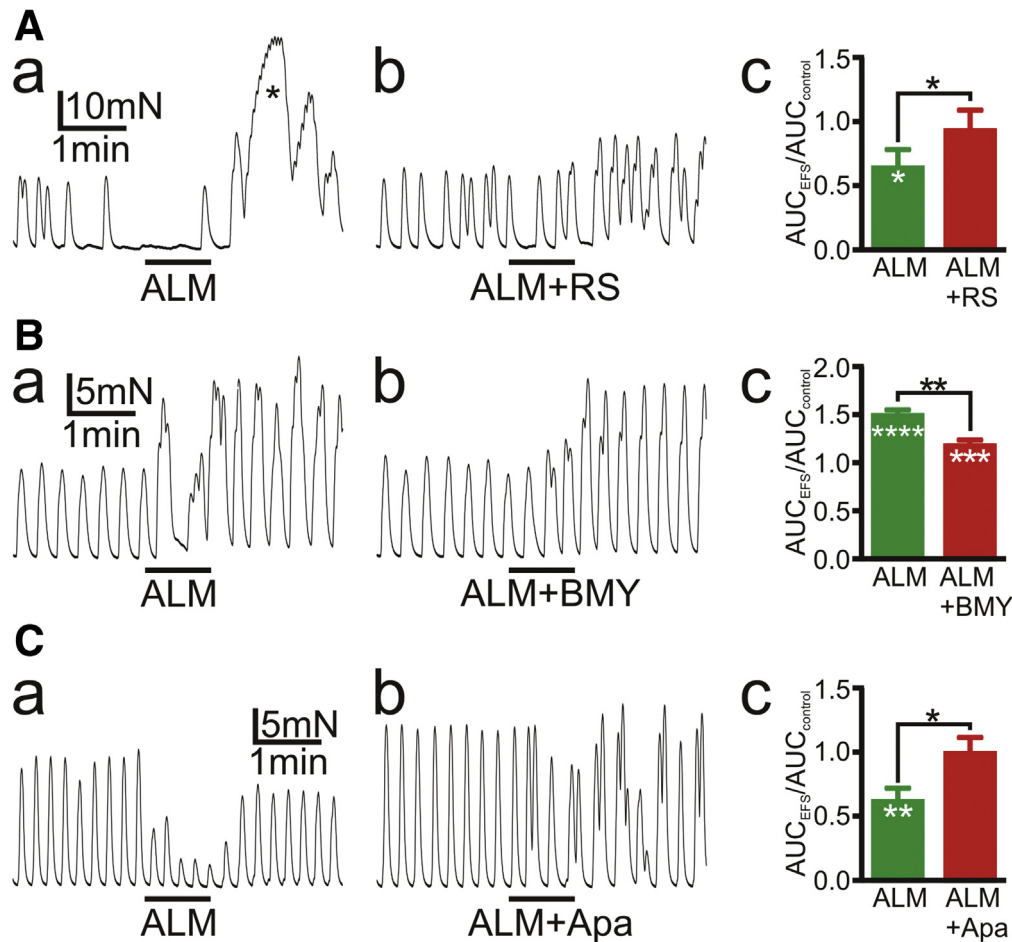 A
a
10mN
1min
*
ALM
b
ALM+RS
c
AUCEFS/AUCcontrol
1.5
1.0
0.5
0.0
*
*
ALM
ALM
+RS
B
a
5mN
1min
ALM
b
ALM+BMY
c
AUCEFS/AUCcontrol
2.0
1.5
1.0
0.5
0.0
**
****
***
ALM
ALM
+BMY
C
a
5mN
1min
ALM
b
ALM+Apa
c
AUCEFS/AUCcontrol
1.5
1.0
0.5
0.0
*
**
ALM
ALM
+Apa